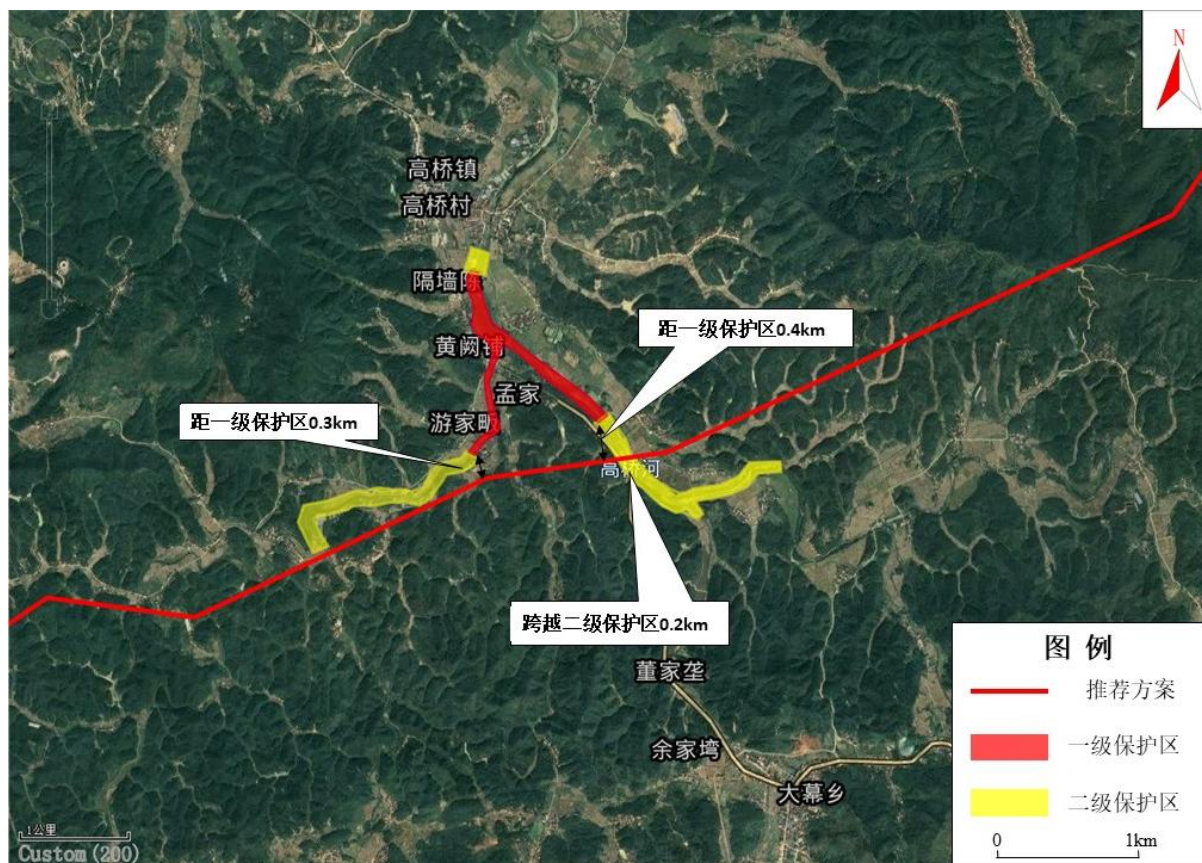 N
高桥镇
高桥村
隔墙陈
距一级保护区0.4km
黄阙铺
孟家
距一级保护区0.3km
游家畈
高桥河
跨越二级保护区0.2km
董家垄
余家塆
大幕乡
图 例
推荐方案
一级保护区
二级保护区
0 1km
1公里
Custom(200)